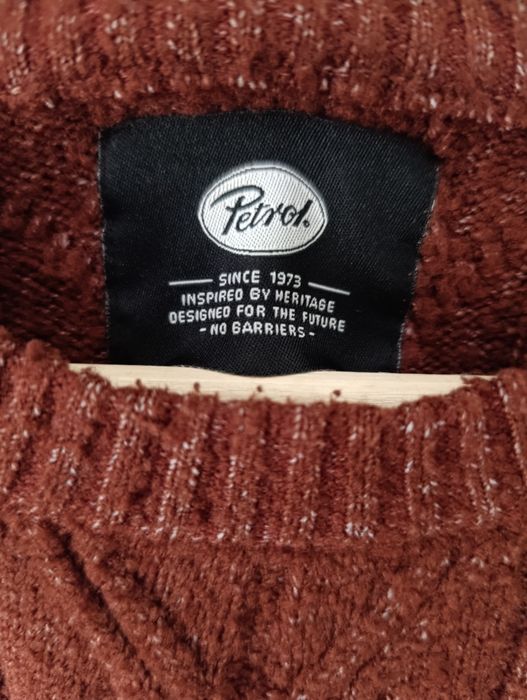 Petrol.
SINCE 1973
INSPIRED BY HERITAGE
DESIGNED FOR THE FUTURE
- NO BARRIERS -